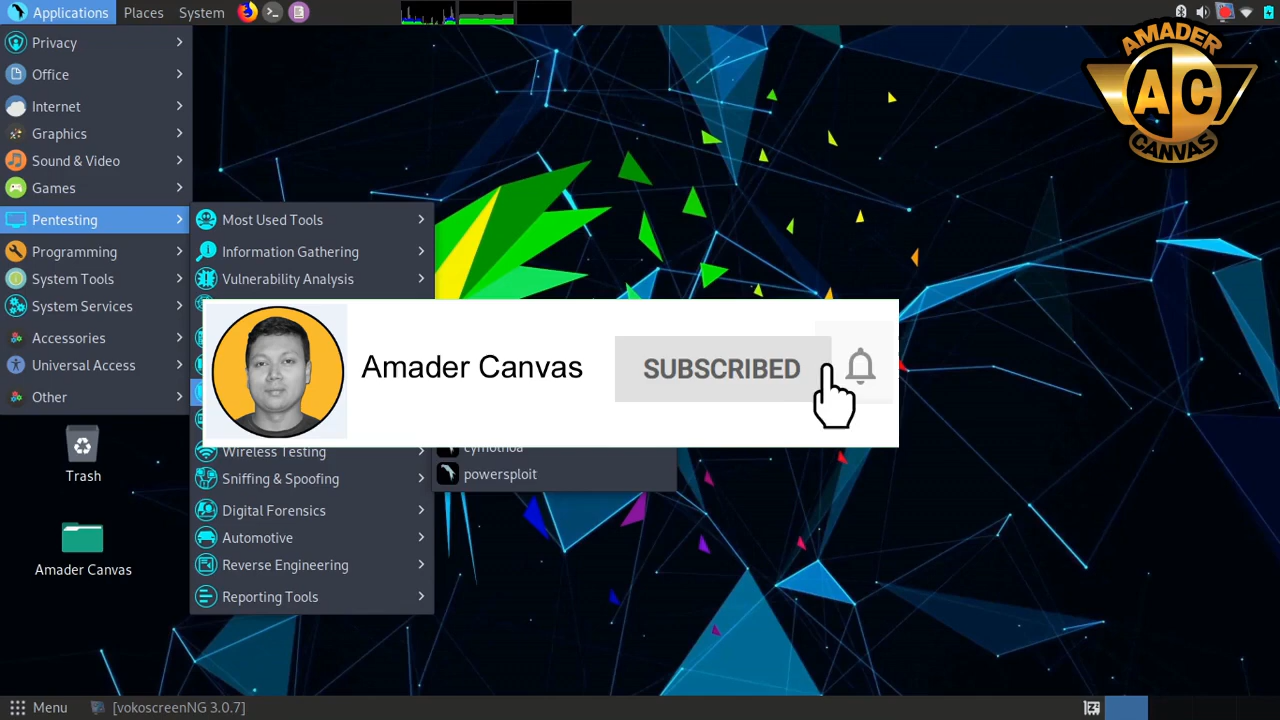 Applications Places System
AMADER
AC
CANVAS
Privacy
Office
Internet
Graphics
Sound & Video
Games
Pentesting
Programming
System Tools
System Services
Accessories
Universal Access
Other
Most Used Tools
Information Gathering
Vulnerability Analysis
Amader Canvas
SUBSCRIBED
Wireless Testing
Sniffing & Spoofing
Digital Forensics
Automotive
Reverse Engineering
Reporting Tools
cymothoa
powersploit
Trash
Amader Canvas
Menu [vokoscreenNG 3.0.7]